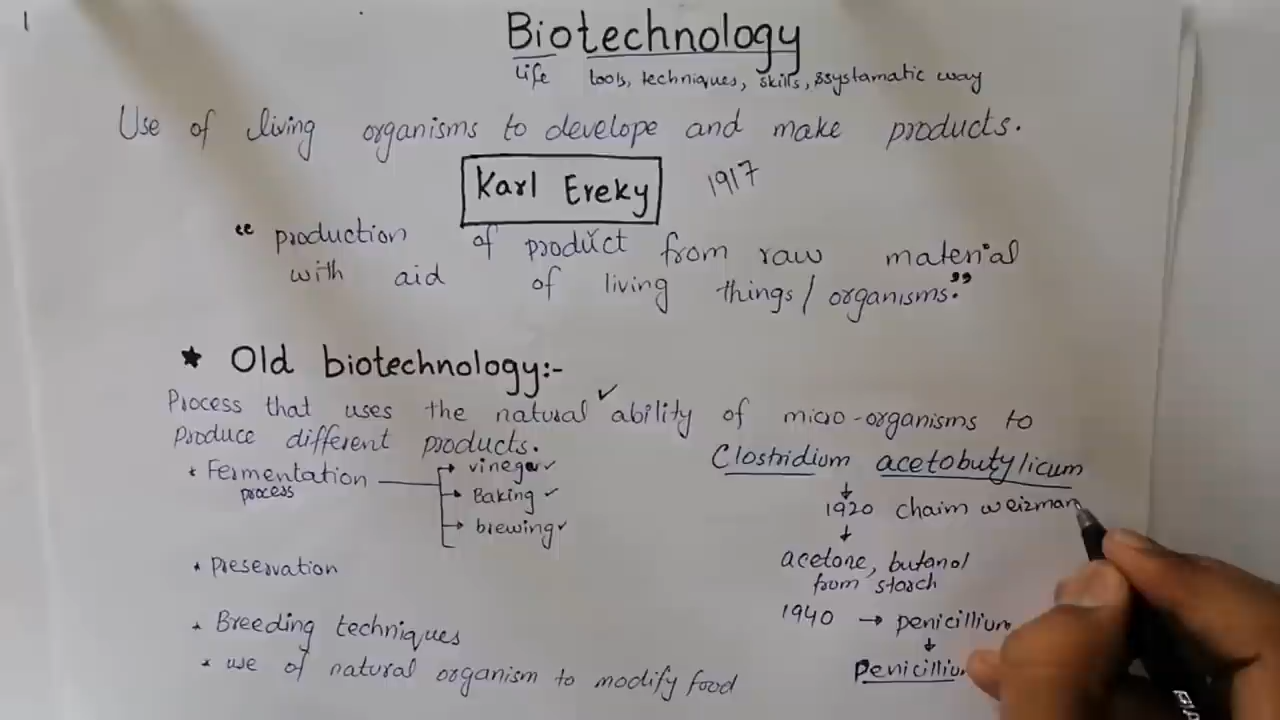 1
Biotechnology
life tools, techniques, skills, systamatic way
Use of living organisms to develope and make products.
Karl Ereky 1917
"production of product from raw material
with aid of living things/organisms."
★ Old biotechnology:-
Process that uses the natural ✓ ability of micro-organisms to
produce different products.
* Fermentation
process
→ vinegar ✓
→ Baking ✓
→ brewing ✓
* Preservation
* Breeding techniques
* use of natural organism to modify food
Clostridium acetobutylicum
↓
1920 chaim weizman
↓
acetone, butanol
from starch
1940 → penicillium
↓